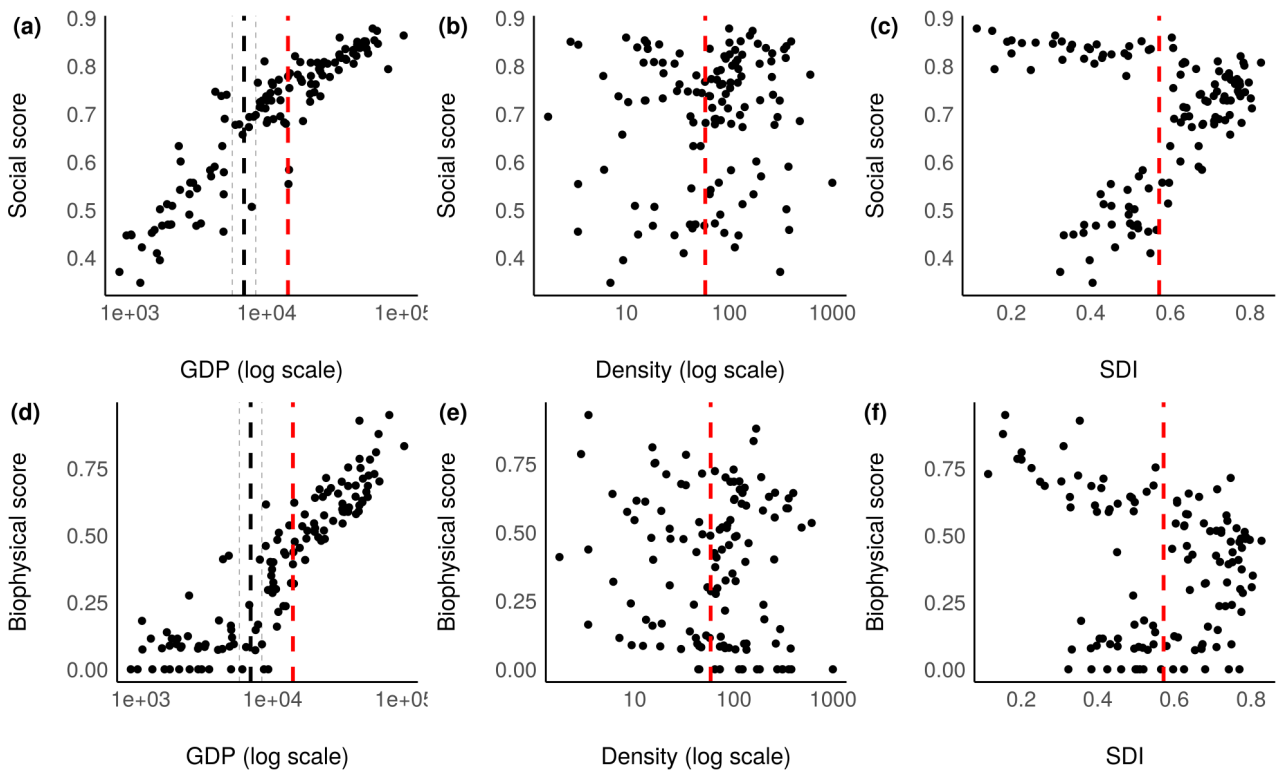 (a)
Social score
0.9
0.8
0.7
0.6
0.5
0.4
1e+03
1e+04
1e+05
GDP (log scale)
(b)
Social score
0.9
0.8
0.7
0.6
0.5
0.4
10
100
1000
Density (log scale)
(c)
Social score
0.9
0.8
0.7
0.6
0.5
0.4
0.2
0.4
0.6
0.8
SDI
(d)
Biophysical score
0.75
0.50
0.25
0.00
1e+03
1e+04
1e+05
GDP (log scale)
(e)
Biophysical score
0.75
0.50
0.25
0.00
10
100
1000
Density (log scale)
(f)
Biophysical score
0.75
0.50
0.25
0.00
0.2
0.4
0.6
0.8
SDI